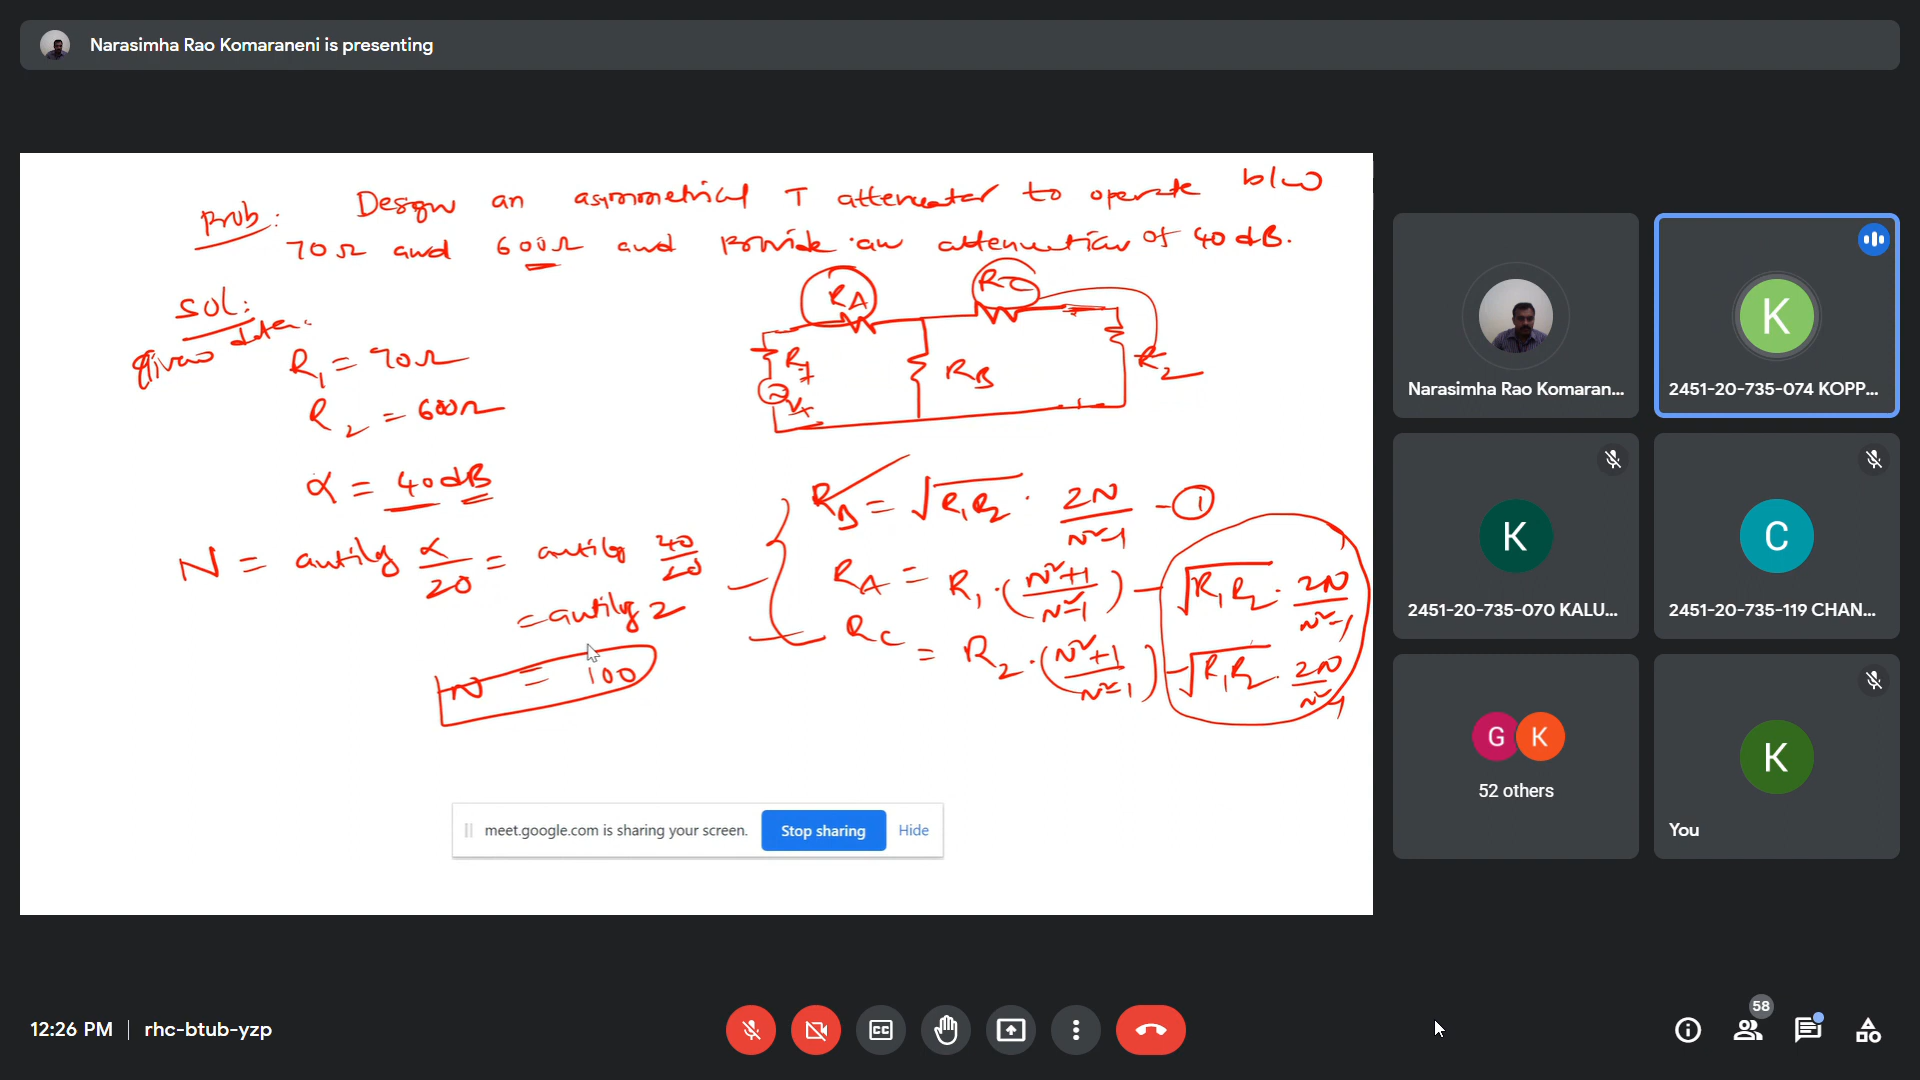 Narasimha Rao Komaraneni is presenting
Prob: Design an asymmetrical T attenuator to operate b/w
70Ω and 600Ω and provide an attenuation of 40 dB.
Sol:
given data
R1 = 70Ω
R2 = 600Ω
α = 40dB
N = antilog α/20 = antilog 40/20
= antilog 2
N = 100
RA
RC
R1
RB
R2
RB = √R1R2 · 2N/N²-1 - ①
RA = R1 · (N²+1/N²-1) - √R1R2 · 2N/N²-1
RC = R2 · (N²+1/N²-1) - √R1R2 · 2N/N²-1
meet.google.com is sharing your screen.
Stop sharing
Hide
Narasimha Rao Komaran...
2451-20-735-074 KOPP...
K
K
2451-20-735-070 KALU...
C
2451-20-735-119 CHAN...
G K
52 others
K
You
12:26 PM | rhc-btub-yzp
CC
58